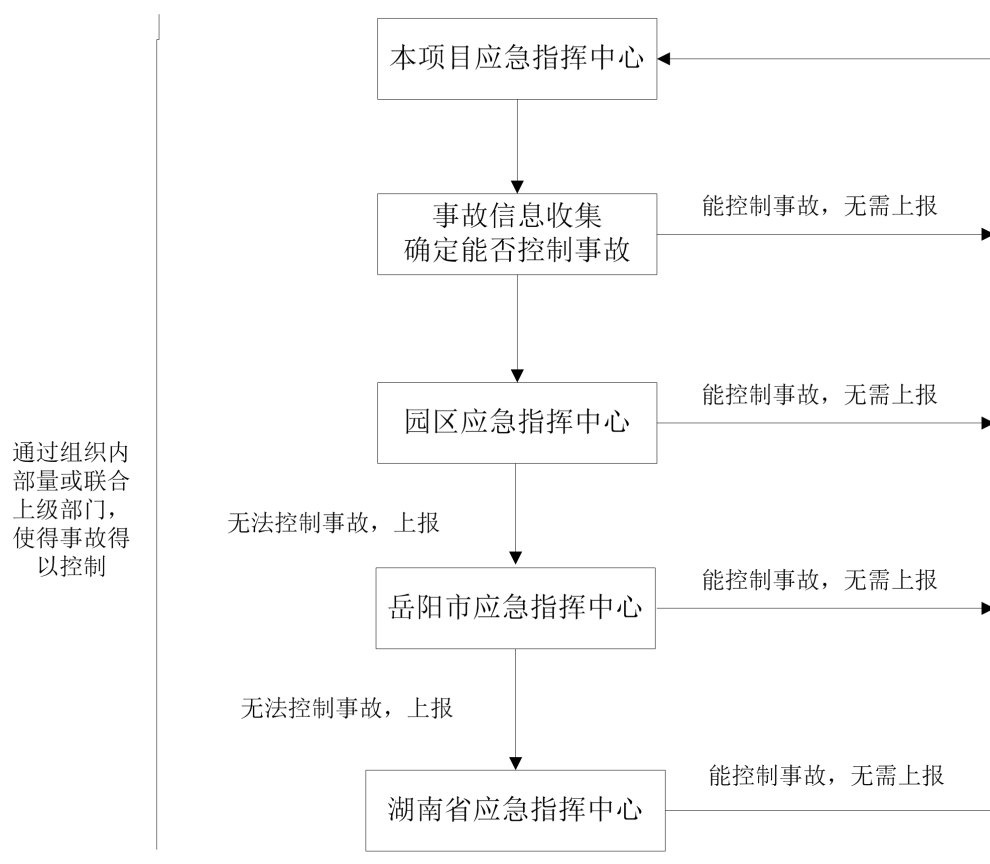 本项目应急指挥中心
事故信息收集
确定能否控制事故
能控制事故，无需上报
园区应急指挥中心
能控制事故，无需上报
通过组织内
部量或联合
上级部门，
使得事故得
以控制
无法控制事故，上报
岳阳市应急指挥中心
能控制事故，无需上报
无法控制事故，上报
湖南省应急指挥中心
能控制事故，无需上报